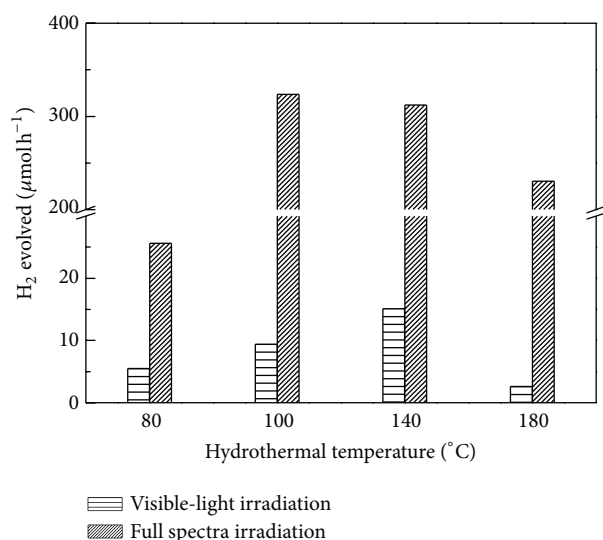 400
300
200
20
10
0
H₂ evolved (μmol h⁻¹)
80 100 140 180
Hydrothermal temperature (°C)
Visible-light irradiation
Full spectra irradiation